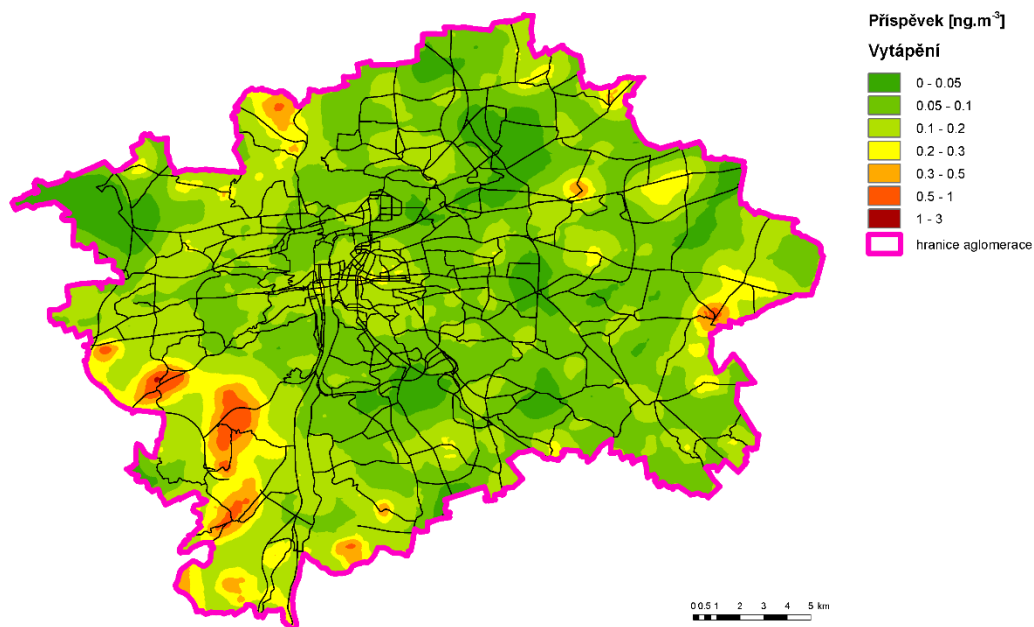 Příspěvek [ng.m-3]
Vytápění
0 - 0.05
0.05 - 0.1
0.1 - 0.2
0.2 - 0.3
0.3 - 0.5
0.5 - 1
1 - 3
hranice aglomerace
0 0.5 1 2 3 4 5 km